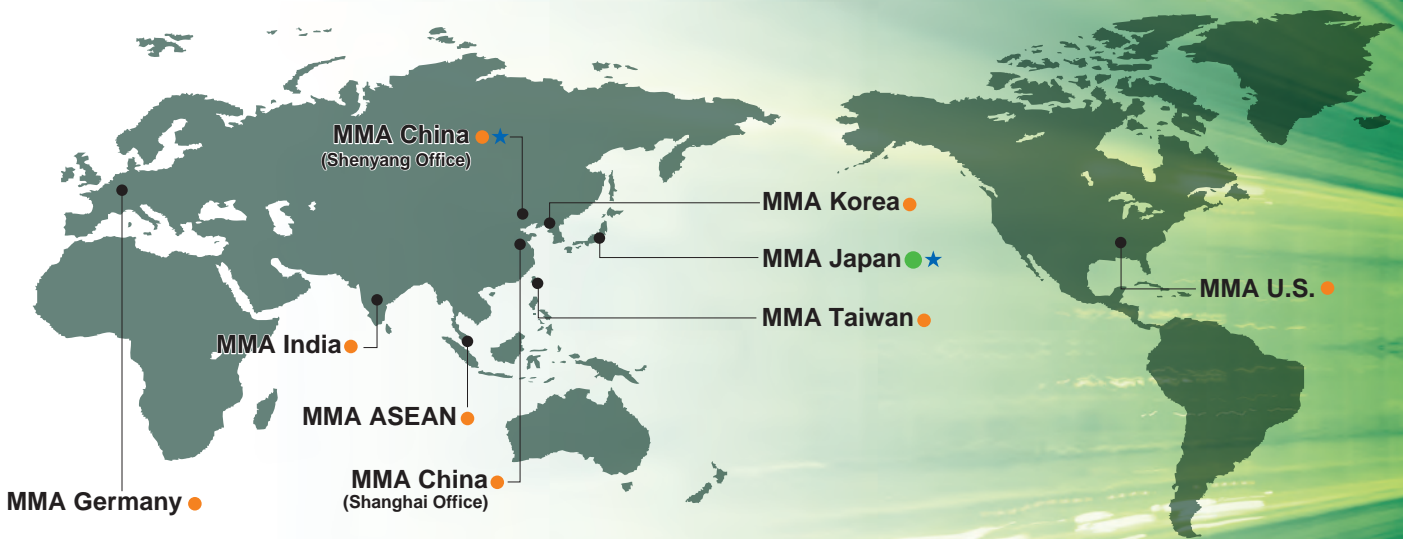 MMA China
(Shenyang Office)
MMA Korea
MMA Japan
MMA U.S.
MMA Taiwan
MMA India
MMA ASEAN
MMA China
(Shanghai Office)
MMA Germany